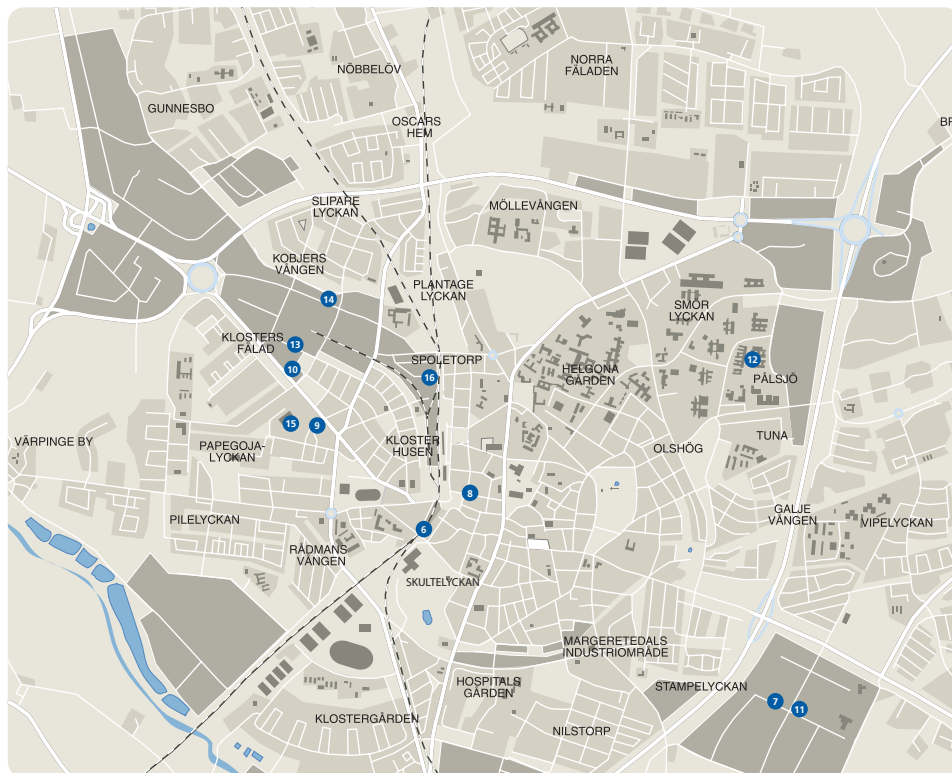 NÖBBELÖV
NORRA
FÄLADEN
GUNNESBO
OSCARS
HEM
SLIPARE
LYCKAN
MÖLLEVÅNGEN
KOBJERS
VÄNGEN
PLANTAGE
LYCKAN
14
SMÖR
LYCKAN
KLOSTERS
FÄLAD
13
10
SPOLETORP
16
HELGONA
GÅRDEN
12
PÅLSJÖ
15
9
VÄRPINGE BY
PAPEGOJA-
LYCKAN
KLOSTER
HUSEN
OLSHÖG
TUNA
8
PILELYCKAN
GALJE
VÅNGEN
VIPELYCKAN
6
RÅDMANS
VÄNGEN
SKULTELYCKAN
MARGERETEDALS
INDUSTRIOMRÅDE
HOSPITALS
GÅRDEN
STAMPELYCKAN
7
11
KLOSTERGÅRDEN
NILSTORP